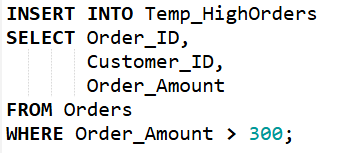 INSERT INTO Temp_HighOrders
SELECT Order_ID,
       Customer_ID,
       Order_Amount
FROM Orders
WHERE Order_Amount > 300;